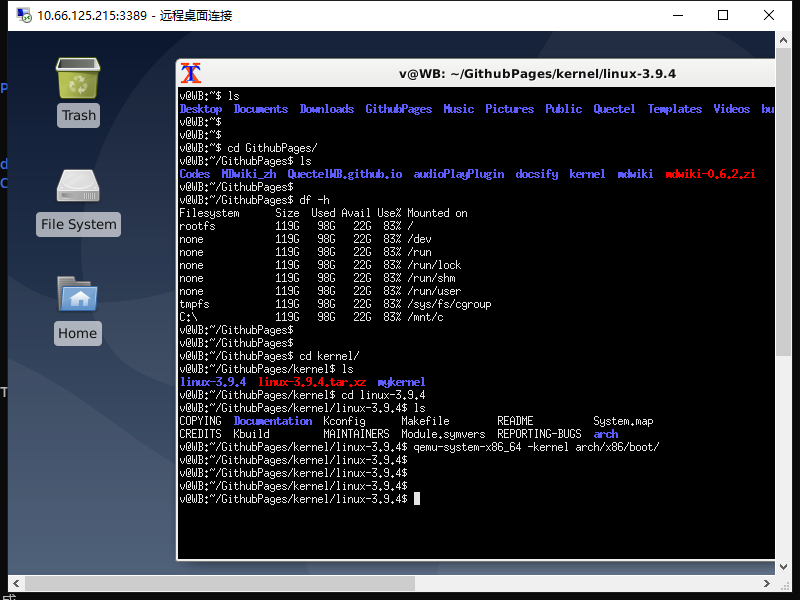 10.66.125.215:3389 - 远程桌面连接
Trash
File System
Home
v@WB: ~/GithubPages/kernel/linux-3.9.4
v@WB:~$ ls
Desktop Documents Downloads GithubPages Music Pictures Public Quectel Templates Videos bu
v@WB:~$
v@WB:~$
v@WB:~$ cd GithubPages/
v@WB:~/GithubPages$ ls
Codes MDwiki_zh QuectelWB.github.io audioPlayPlugin docsify kernel mdwiki mdwiki-0.6.2.zi
v@WB:~/GithubPages$
v@WB:~/GithubPages$ df -h
Filesystem Size Used Avail Use% Mounted on
rootfs 119G 98G 22G 83% /
none 119G 98G 22G 83% /dev
none 119G 98G 22G 83% /run
none 119G 98G 22G 83% /run/lock
none 119G 98G 22G 83% /run/shm
none 119G 98G 22G 83% /run/user
tmpfs 119G 98G 22G 83% /sys/fs/cgroup
C:\ 119G 98G 22G 83% /mnt/c
v@WB:~/GithubPages$
v@WB:~/GithubPages$
v@WB:~/GithubPages$ cd kernel/
v@WB:~/GithubPages/kernel$ ls
linux-3.9.4 linux-3.9.4.tar.xz mykernel
v@WB:~/GithubPages/kernel$ cd linux-3.9.4
v@WB:~/GithubPages/kernel/linux-3.9.4$ ls
COPYING Documentation Kconfig Makefile README System.map
CREDITS Kbuild MAINTAINERS Module.symvers REPORTING-BUGS arch
v@WB:~/GithubPages/kernel/linux-3.9.4$ qemu-system-x86_64 -kernel arch/x86/boot/
v@WB:~/GithubPages/kernel/linux-3.9.4$
v@WB:~/GithubPages/kernel/linux-3.9.4$
v@WB:~/GithubPages/kernel/linux-3.9.4$
v@WB:~/GithubPages/kernel/linux-3.9.4$